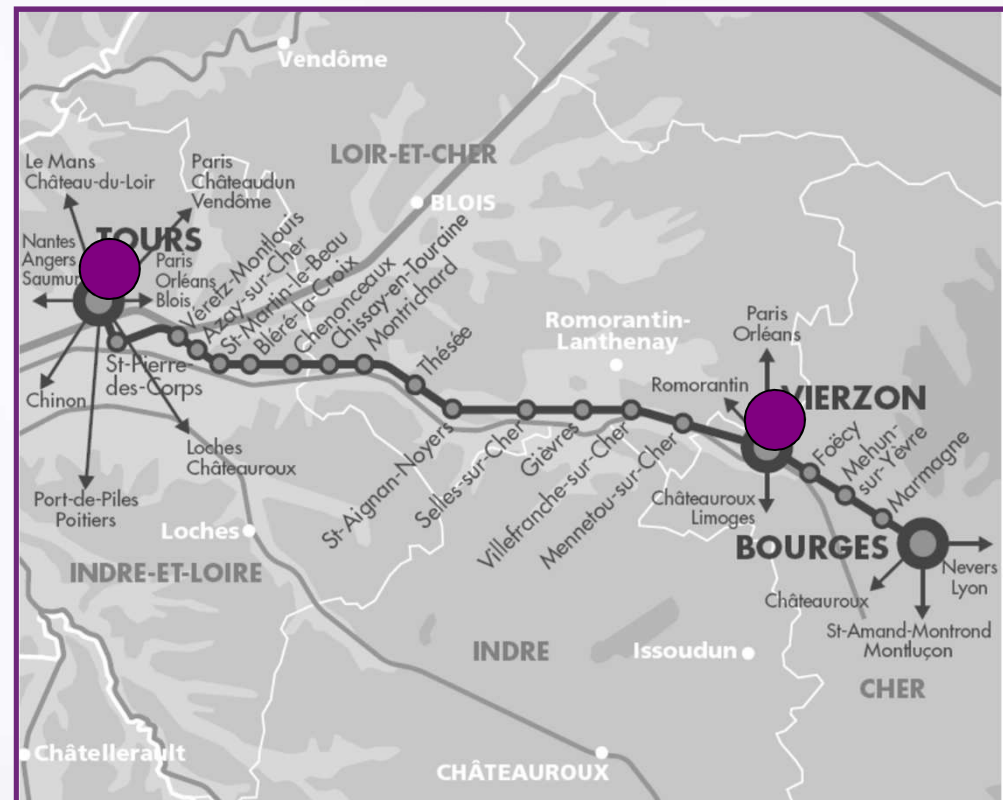 Vendôme
LOIR-ET-CHER
Le Mans
Château-du-Loir
Paris
Châteaudun
Vendôme
BLOIS
TOURS
Nantes
Angers
Saumur
Paris
Orléans
Blois
Véretz-Montlouis
Azay-sur-Cher
St-Martin-le-Beau
Bléré-la-Croix
Chenonceaux
Chissay-en-Touraine
Montrichard
Thésée
St-Pierre-
des-Corps
Chinon
Loches
Châteauroux
Port-de-Piles
Poitiers
Romorantin-
Lanthenay
Paris
Orléans
Romorantin
VIERZON
St-Aignan-Noyers
Selles-sur-Cher
Gièvres
Villefranche-sur-Cher
Mennetou-sur-Cher
Foëcy
Mehun-
sur-Yèvre
Marmagne
Châteauroux
Limoges
BOURGES
Nevers
Lyon
Châteauroux
St-Amand-Montrond
Montluçon
Loches
INDRE-ET-LOIRE
INDRE
Issoudun
CHER
Châtellerault
CHÂTEAUROUX